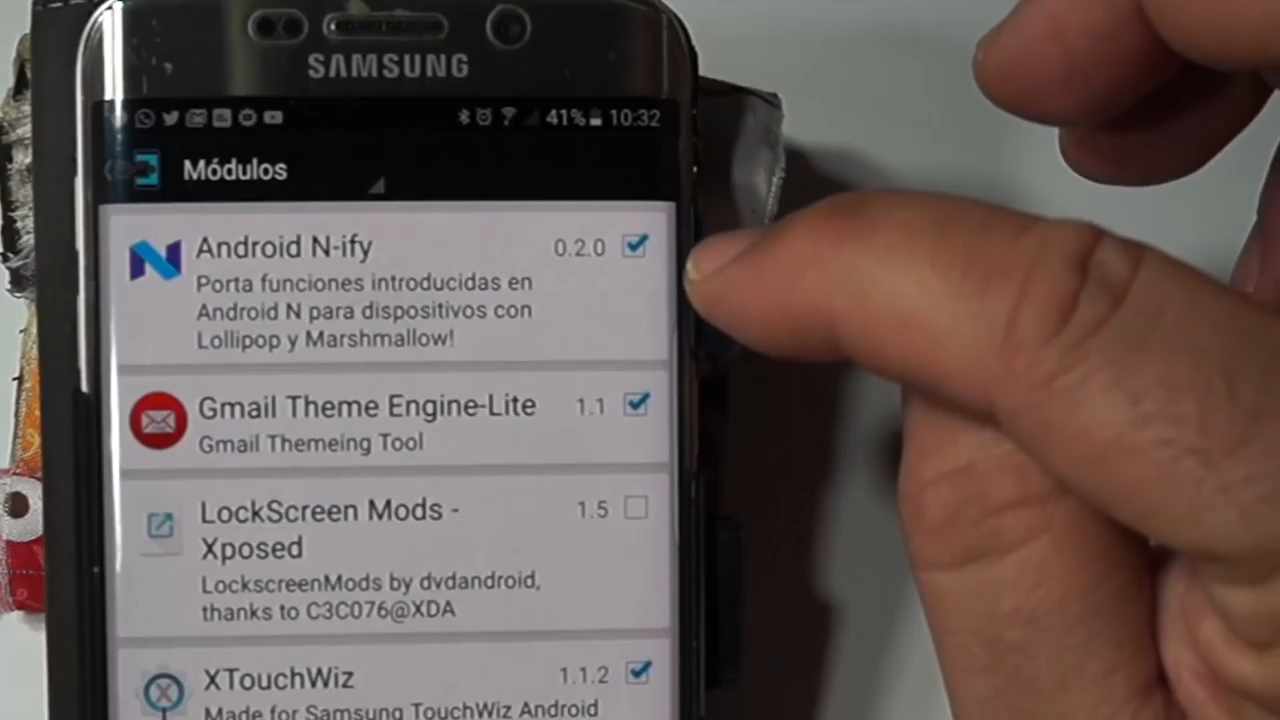 SAMSUNG
41% 10:32
Módulos
Android N-ify 0.2.0
Porta funciones introducidas en
Android N para dispositivos con
Lollipop y Marshmallow!
Gmail Theme Engine-Lite 1.1
Gmail Themeing Tool
LockScreen Mods - 1.5
Xposed
LockscreenMods by dvdandroid,
thanks to C3C076@XDA
XTouchWiz 1.1.2
Made for Samsung TouchWiz Android